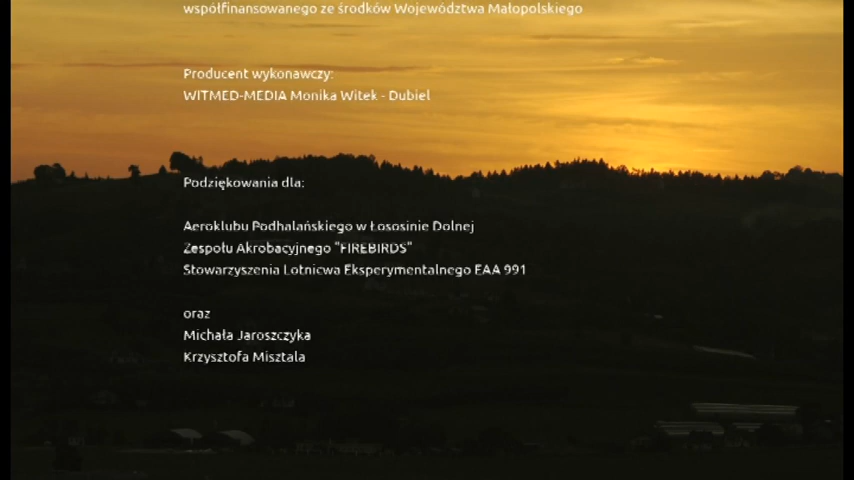 współfinansowanego ze środków Województwa Małopolskiego
Producent wykonawczy:
WITMED-MEDIA Monika Witek - Dubiel
Podziękowania dla:
Aeroklubu Podhalańskiego w Łososinie Dolnej
Zespołu Akrobacyjnego "FIREBIRDS"
Stowarzyszenia Lotnicwa Eksperymentalnego EAA 991
oraz
Michała Jaroszczyka
Krzysztofa Misztala